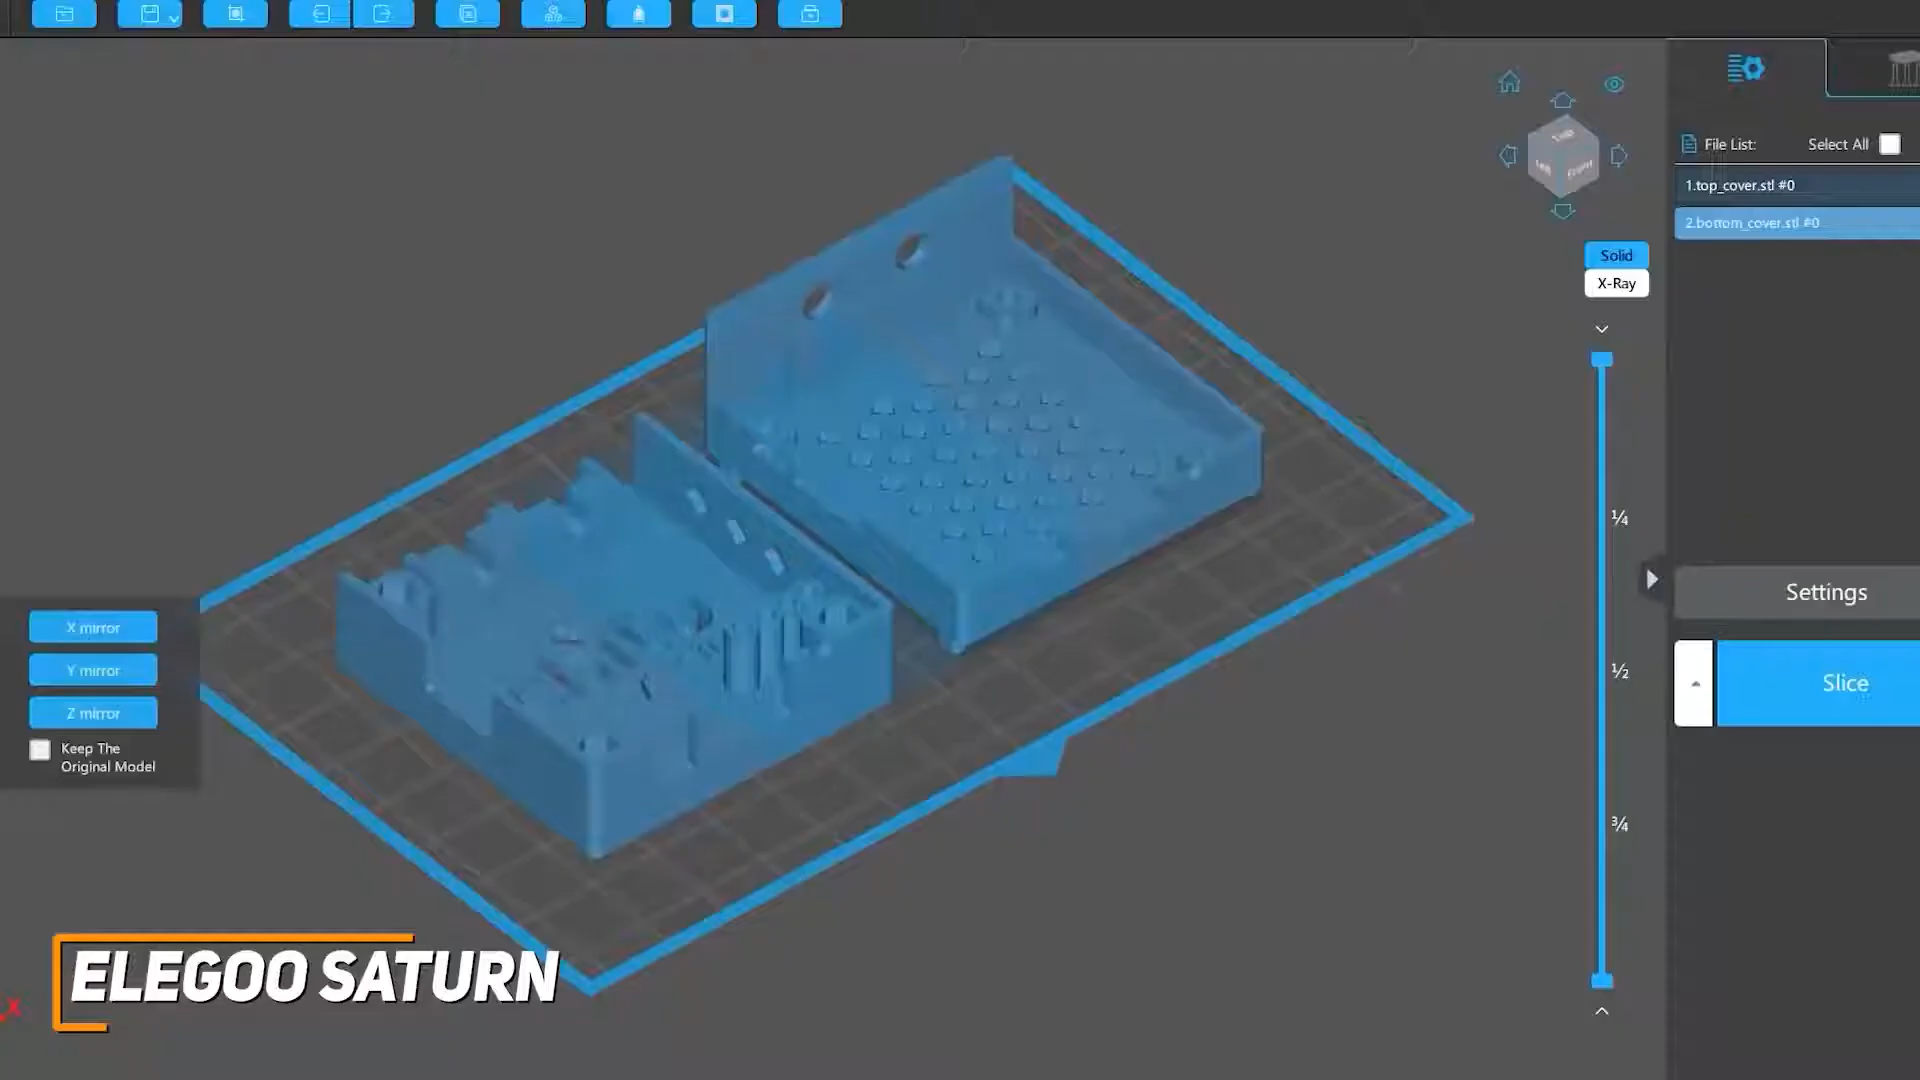 File List:
Select All
1.top_cover.stl #0
2.bottom_cover.stl #0
Solid
X-Ray
1/4
1/2
3/4
Settings
Slice
X mirror
Y mirror
Z mirror
Keep The
Original Model
ELEGOO SATURN
X